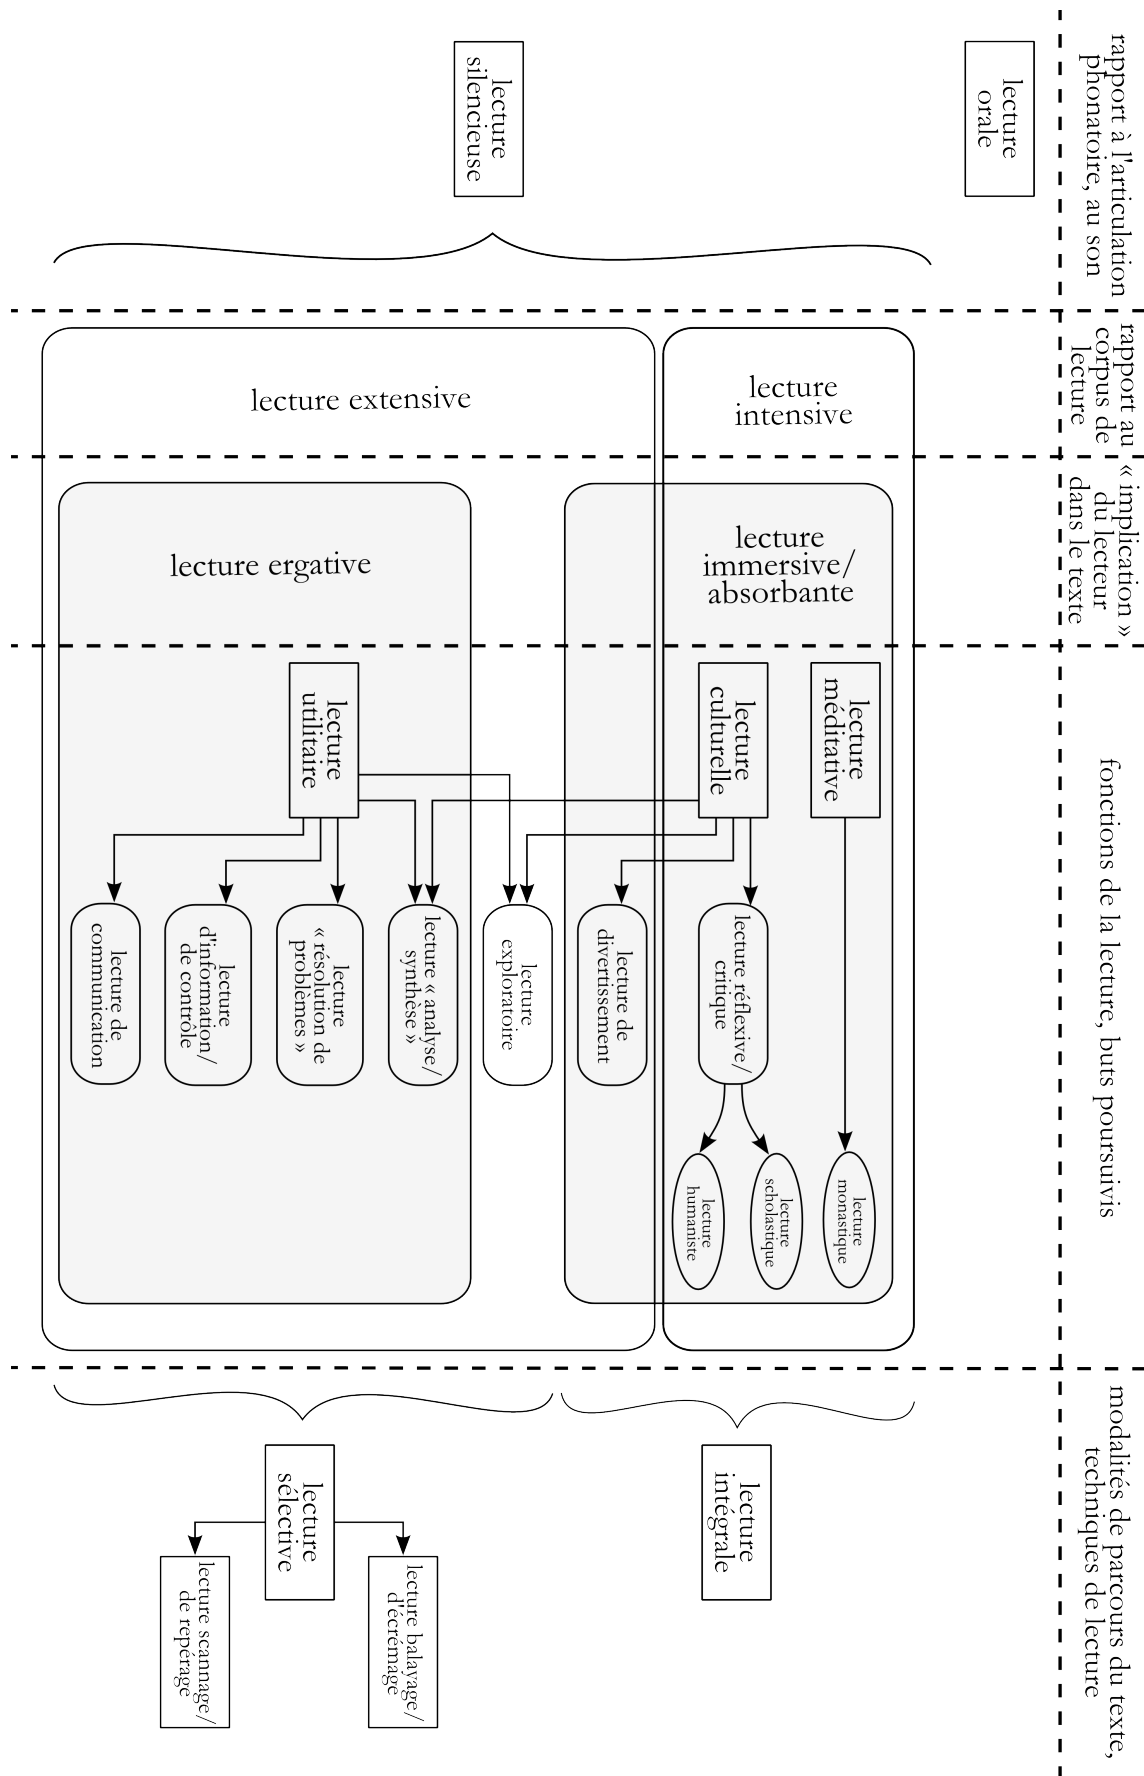 rapport à l'articulation
phonatoire, au son
rapport au
corpus de
lecture
« implication »
du lecteur
dans le texte
fonctions de la lecture, buts poursuivis
modalités de parcours du texte,
techniques de lecture
lecture
orale
lecture
silencieuse
lecture
intensive
lecture extensive
lecture
immersive/
absorbante
lecture ergative
lecture
méditative
lecture
culturelle
lecture
utilitaire
lecture réflexive/
critique
lecture de
divertissement
lecture
exploratoire
lecture « analyse/
synthèse »
lecture
« résolution de
problèmes »
lecture
d'information/
de contrôle
lecture de
communication
lecture
monastique
lecture
scholastique
lecture
humaniste
lecture
intégrale
lecture
sélective
lecture balayage/
d'écrémage
lecture scannage/
de repérage